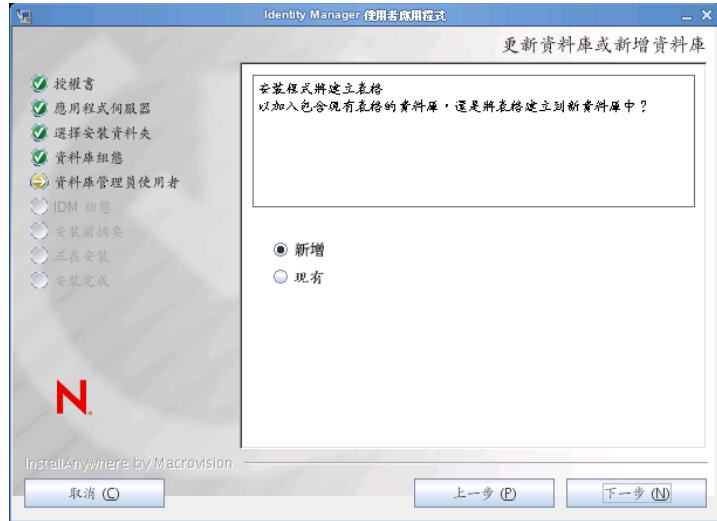 Identity Manager 使用者應用程式
更新資料庫或新增資料庫
授權書
應用程式伺服器
選擇安裝資料夾
資料庫組態
資料庫管理員使用者
IDM 組態
安裝前摘要
正在安裝
安裝完成
安裝程式將建立表格
以加入包含現有表格的資料庫，還是將表格建立到新資料庫中？
新增
現有
N.
InstallAnywhere by Macrovision
取消 (C)
上一步 (P)
下一步 (N)